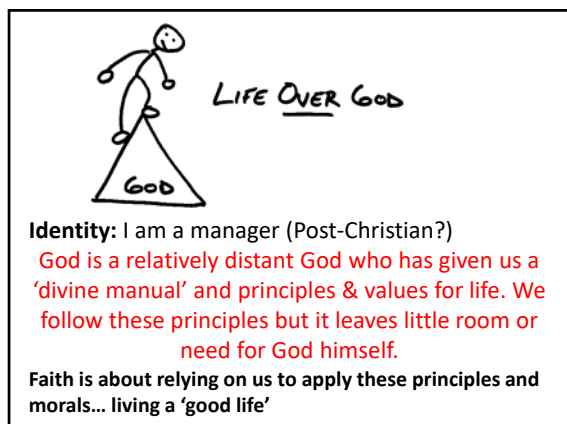 LIFE OVER GOD
GOD
Identity: I am a manager (Post-Christian?)
God is a relatively distant God who has given us a
‘divine manual’ and principles & values for life. We
follow these principles but it leaves little room or
need for God himself.
Faith is about relying on us to apply these principles and
morals… living a ‘good life’